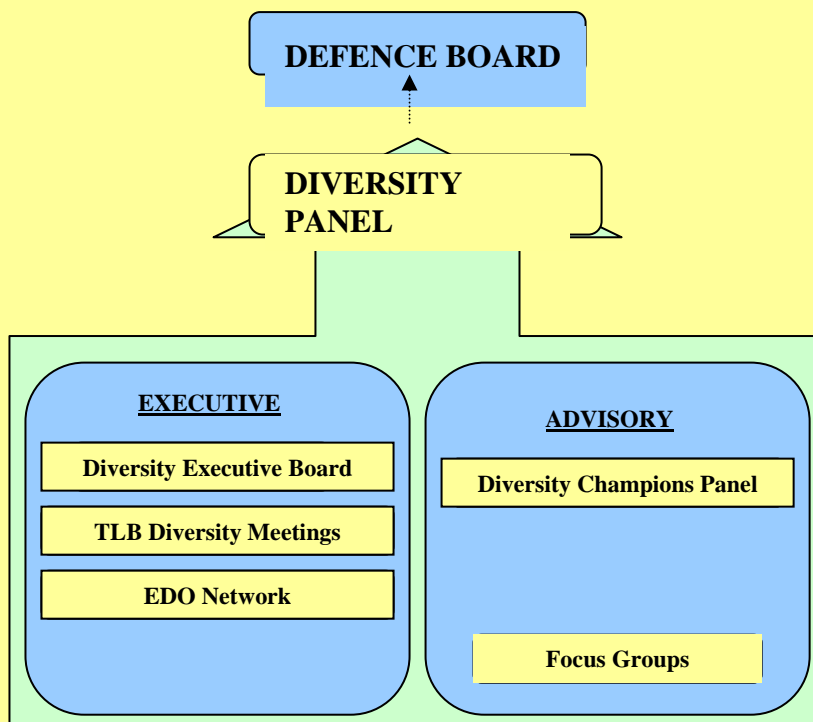 DEFENCE BOARD
DIVERSITY
PANEL
EXECUTIVE
Diversity Executive Board
TLB Diversity Meetings
EDO Network
ADVISORY
Diversity Champions Panel
Focus Groups